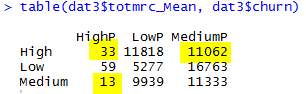 > table(dat3$totmrc_Mean, dat3$churn)
HighP LowP MediumP
High 33 11818 11062
Low 59 5277 16763
Medium 13 9939 11333